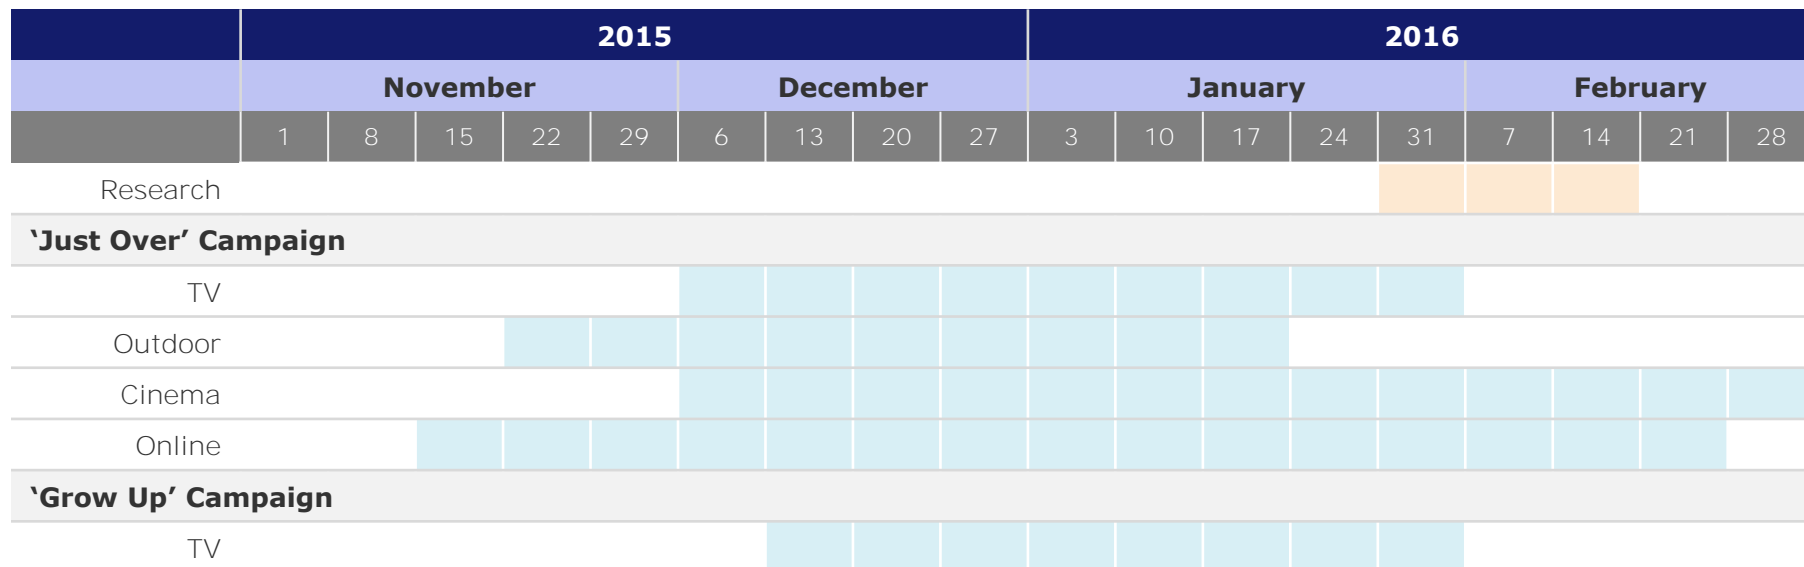 2015 2016
November December January February
1 8 15 22 29 6 13 20 27 3 10 17 24 31 7 14 21 28
Research
‘Just Over’ Campaign
TV
Outdoor
Cinema
Online
‘Grow Up’ Campaign
TV